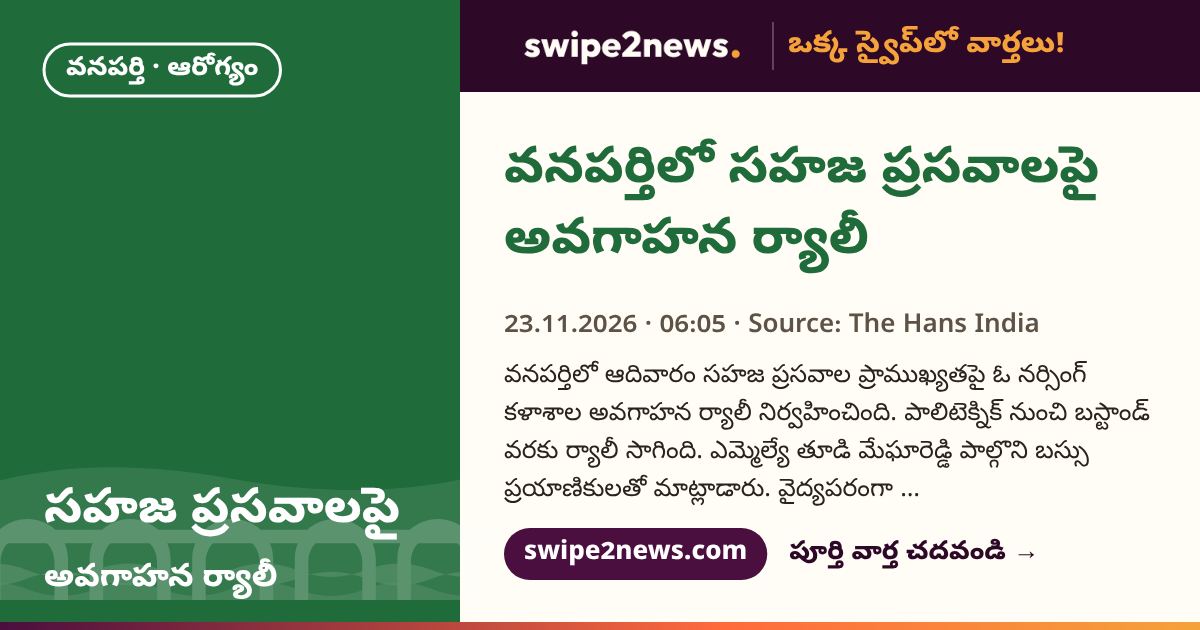 వనపర్తి · ఆరోగ్యం
swipe2news.
ఒక్క స్వైప్‌లో వార్తలు!
వనపర్తిలో సహజ ప్రసవాలపై
అవగాహన ర్యాలీ
23.11.2026 · 06:05 · Source: The Hans India
వనపర్తిలో ఆదివారం సహజ ప్రసవాల ప్రాముఖ్యతపై ఓ నర్సింగ్
కళాశాల అవగాహన ర్యాలీ నిర్వహించింది. పాలిటెక్నిక్ నుంచి బస్టాండ్
వరకు ర్యాలీ సాగింది. ఎమ్మెల్యే తూడి మేఘారెడ్డి పాల్గొని బస్సు
ప్రయాణికులతో మాట్లాడారు. వైద్యపరంగా ...
సహజ ప్రసవాలపై
అవగాహన ర్యాలీ
swipe2news.com
పూర్తి వార్త చదవండి →